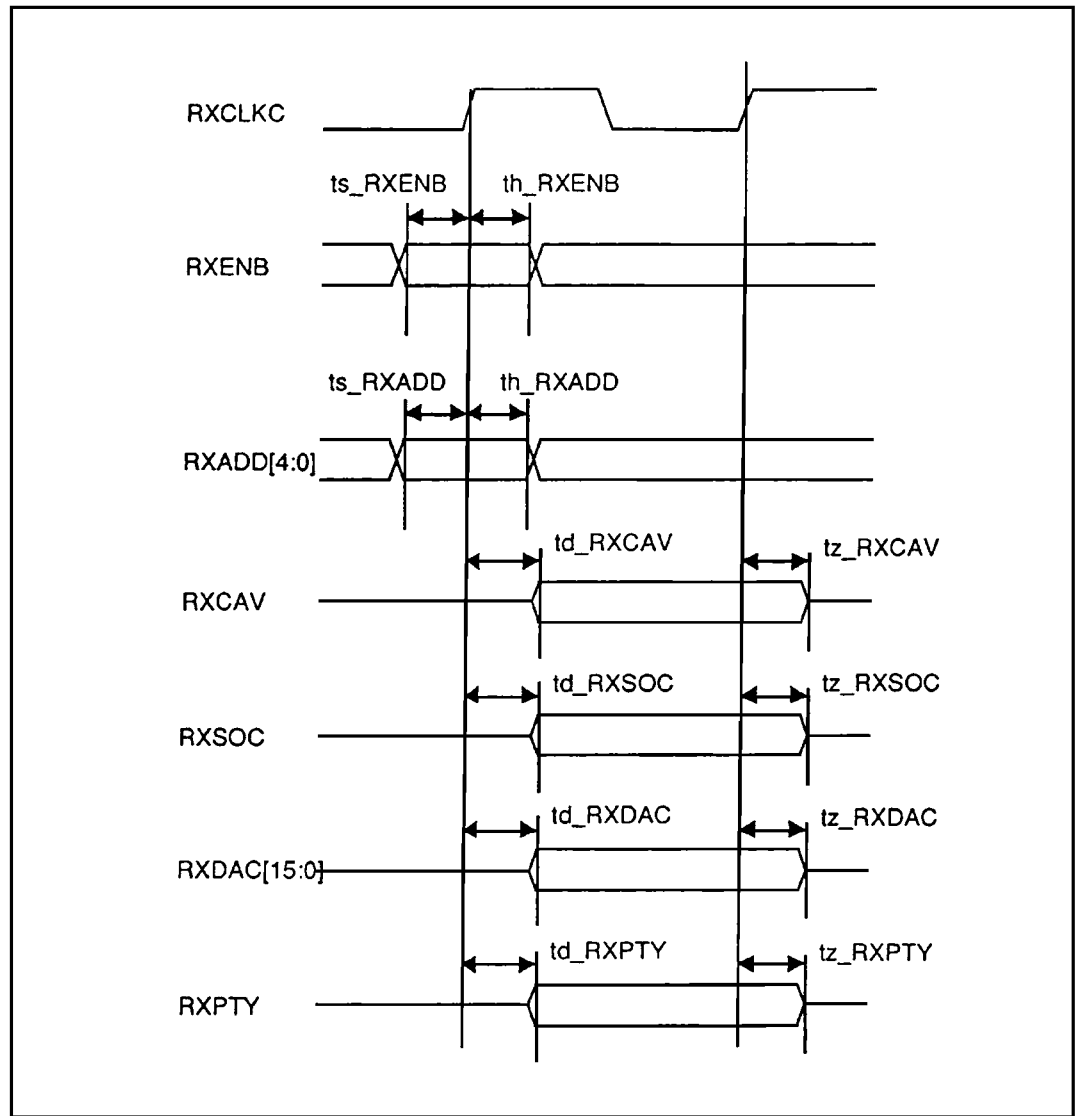 RXCLKC
ts_RXENB th_RXENB
RXENB
ts_RXADD th_RXADD
RXADD[4:0]
td_RXCAV tz_RXCAV
RXCAV
td_RXSOC tz_RXSOC
RXSOC
td_RXDAC tz_RXDAC
RXDAC[15:0]
td_RXPTY tz_RXPTY
RXPTY